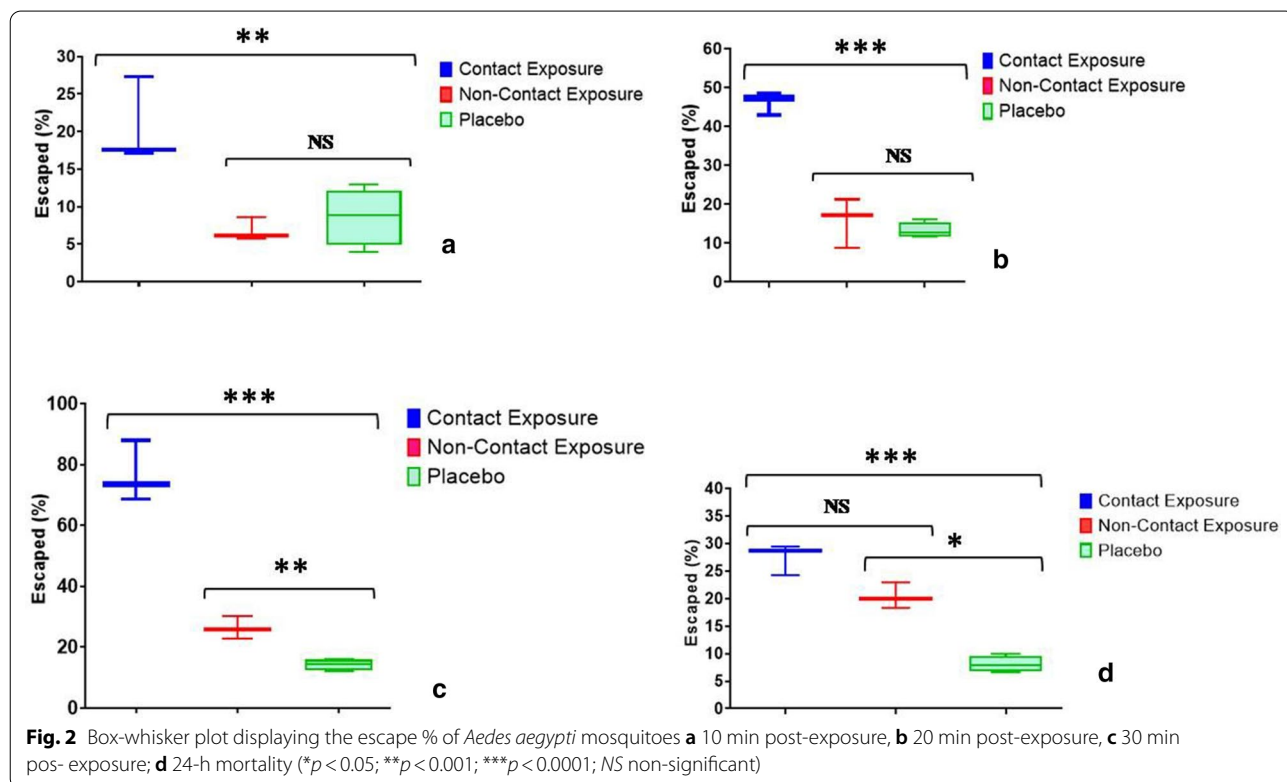 **
30
25
20
15
10
5
0
Escaped (%)
NS
Contact Exposure
Non-Contact Exposure
Placebo
a
***
60
50
40
30
20
10
0
Escaped (%)
NS
Contact Exposure
Non-Contact Exposure
Placebo
b
***
100
80
60
40
20
0
Escaped (%)
**
Contact Exposure
Non-Contact Exposure
Placebo
c
***
40
35
30
25
20
15
10
5
0
Escaped (%)
NS
*
Contact Exposure
Non-Contact Exposure
Placebo
d
Fig. 2 Box-whisker plot displaying the escape % of Aedes aegypti mosquitoes a 10 min post-exposure, b 20 min post-exposure, c 30 min
pos- exposure; d 24-h mortality (*p < 0.05; **p < 0.001; ***p < 0.0001; NS non-significant)